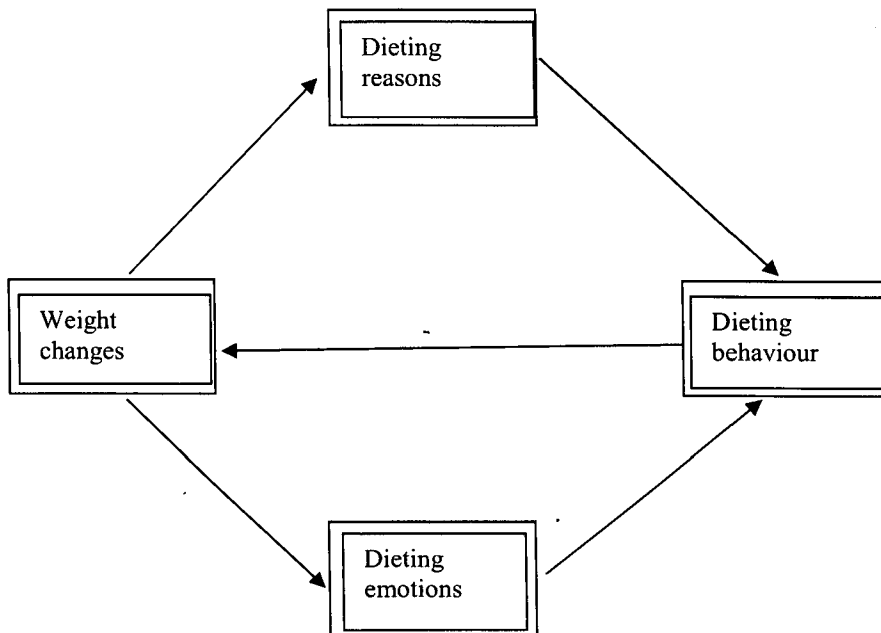 Dieting
reasons
Weight
changes
Dieting
behaviour
Dieting
emotions